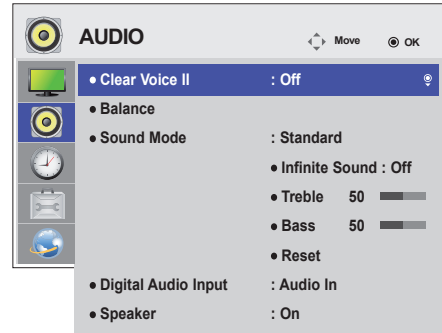 AUDIO Move OK
• Clear Voice II : Off
• Balance
• Sound Mode : Standard
• Infinite Sound : Off
• Treble 50
• Bass 50
• Reset
• Digital Audio Input : Audio In
• Speaker : On